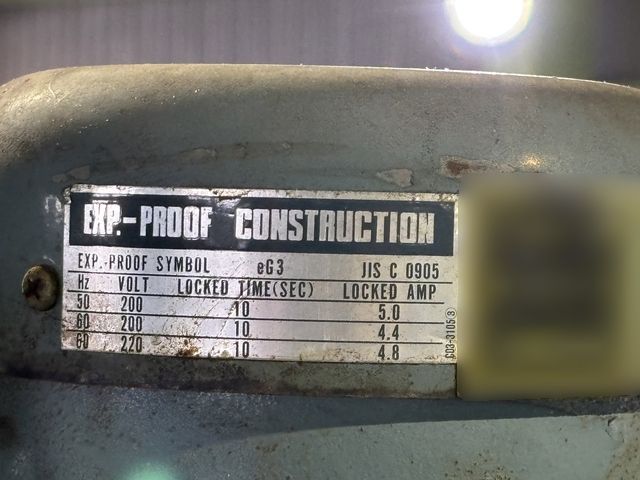 EXP.-PROOF CONSTRUCTION
EXP.-PROOF SYMBOL eG3 JIS C 0905
Hz VOLT LOCKED TIME(SEC) LOCKED AMP
50 200 10 5.0
60 200 10 4.4
60 220 10 4.8